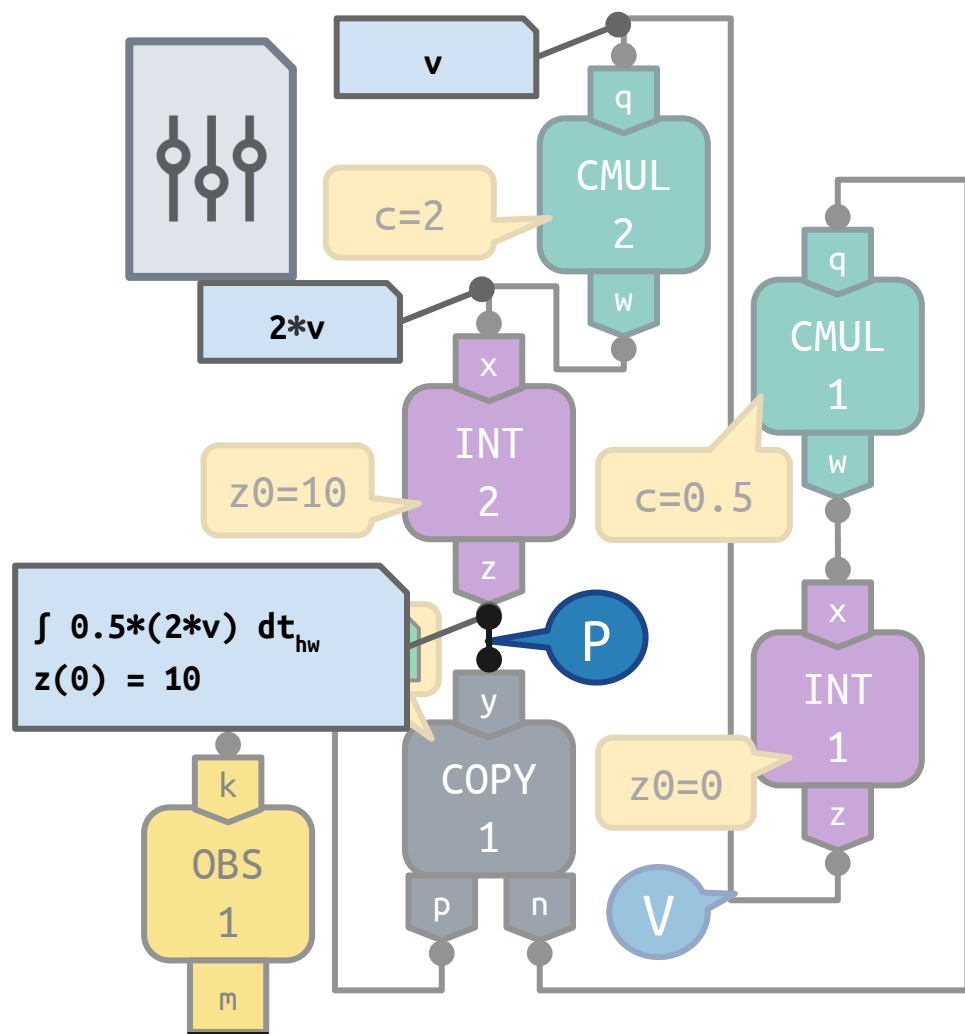 v
q
CMUL
2
c=2
q
w
2*v
CMUL
1
x
INT
2
w
z0=10
c=0.5
z
x
∫ 0.5*(2*v) dt_hw
z(0) = 10
P
y
INT
1
k
COPY
1
z0=0
z
OBS
1
p
n
V
m